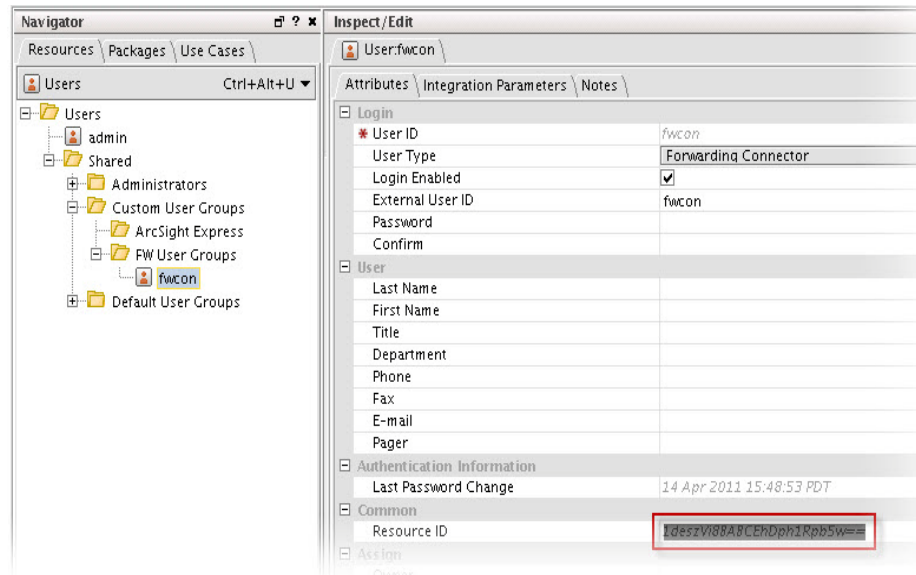 Navigator
Resources Packages Use Cases
Users Ctrl+Alt+U
Users
admin
Shared
Administrators
Custom User Groups
ArcSight Express
FW User Groups
fwcon
Default User Groups
Inspect/Edit
User:fwcon
Attributes Integration Parameters Notes
Login
* User ID fwcon
User Type Forwarding Connector
Login Enabled
External User ID fwcon
Password
Confirm
User
Last Name
First Name
Title
Department
Phone
Fax
E-mail
Pager
Authentication Information
Last Password Change 14 Apr 2011 15:48:53 PDT
Common
Resource ID 1deszVi88A8CEhDph1Rpb5w==
Assign
Owner